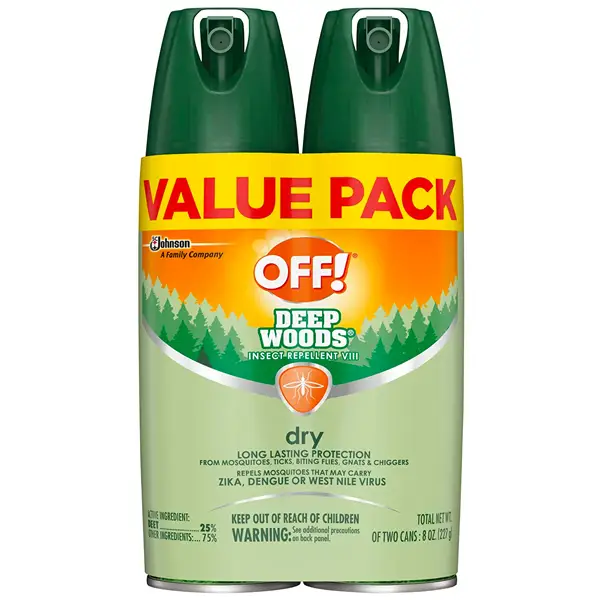 VALUE PACK
SC Johnson
A Family Company
OFF!®
DEEP
WOODS®
INSECT REPELLENT VIII
dry
LONG LASTING PROTECTION
FROM MOSQUITOES, TICKS, BITING FLIES, GNATS & CHIGGERS
REPELS MOSQUITOES THAT MAY CARRY
ZIKA, DENGUE OR WEST NILE VIRUS
ACTIVE INGREDIENT:
DEET 25%
OTHER INGREDIENTS:... 75%
KEEP OUT OF REACH OF CHILDREN
WARNING: See additional precautions
on back panel.
TOTAL NET WT.
OF TWO CANS: 8 OZ. (227 g)